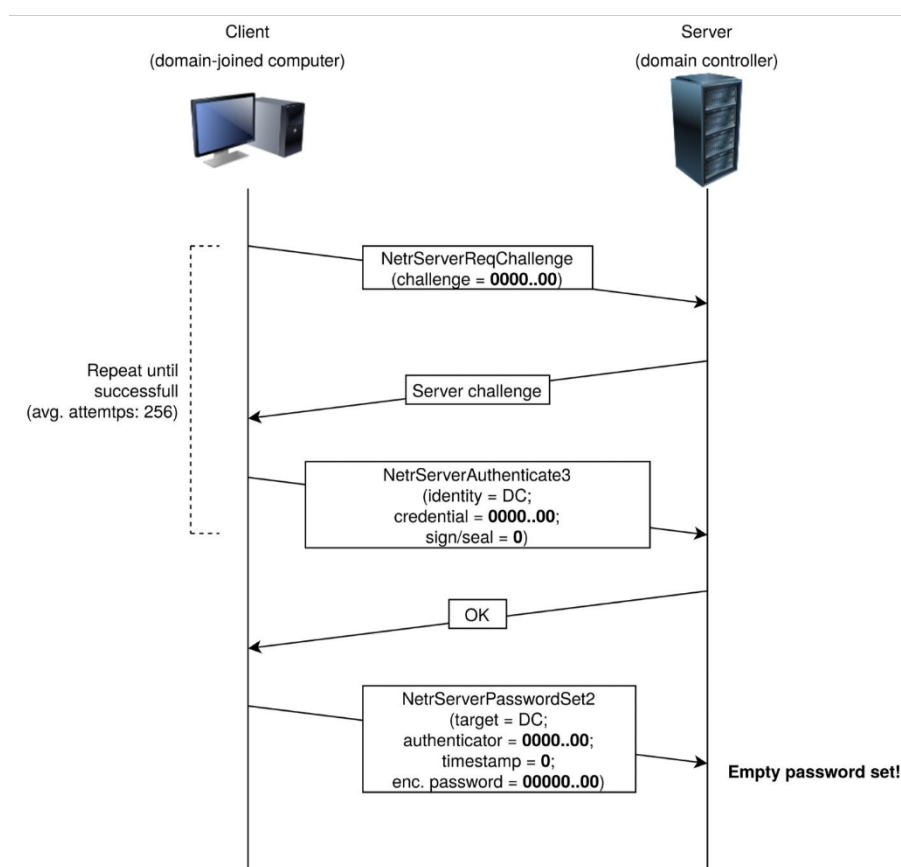 Client
(domain-joined computer)
Server
(domain controller)
NetrServerReqChallenge
(challenge = 0000..00)
Repeat until
successfull
(avg. attemtps: 256)
Server challenge
NetrServerAuthenticate3
(identity = DC;
credential = 0000..00;
sign/seal = 0)
OK
NetrServerPasswordSet2
(target = DC;
authenticator = 0000..00;
timestamp = 0;
enc. password = 00000..00)
Empty password set!